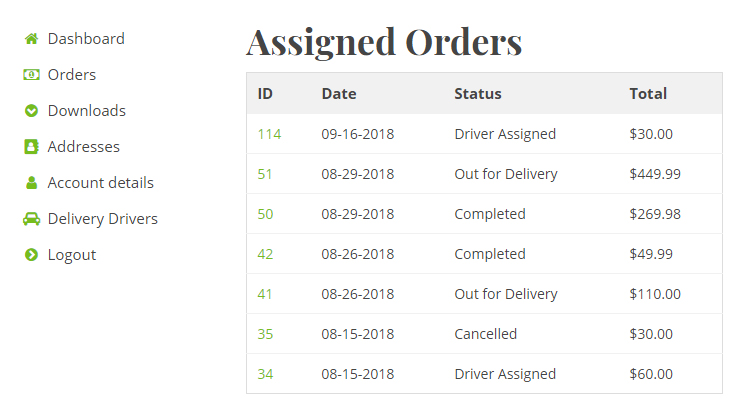 Dashboard
Orders
Downloads
Addresses
Account details
Delivery Drivers
Logout
Assigned Orders
ID Date Status Total
114 09-16-2018 Driver Assigned $30.00
51 08-29-2018 Out for Delivery $449.99
50 08-29-2018 Completed $269.98
42 08-26-2018 Completed $49.99
41 08-26-2018 Out for Delivery $110.00
35 08-15-2018 Cancelled $30.00
34 08-15-2018 Driver Assigned $60.00